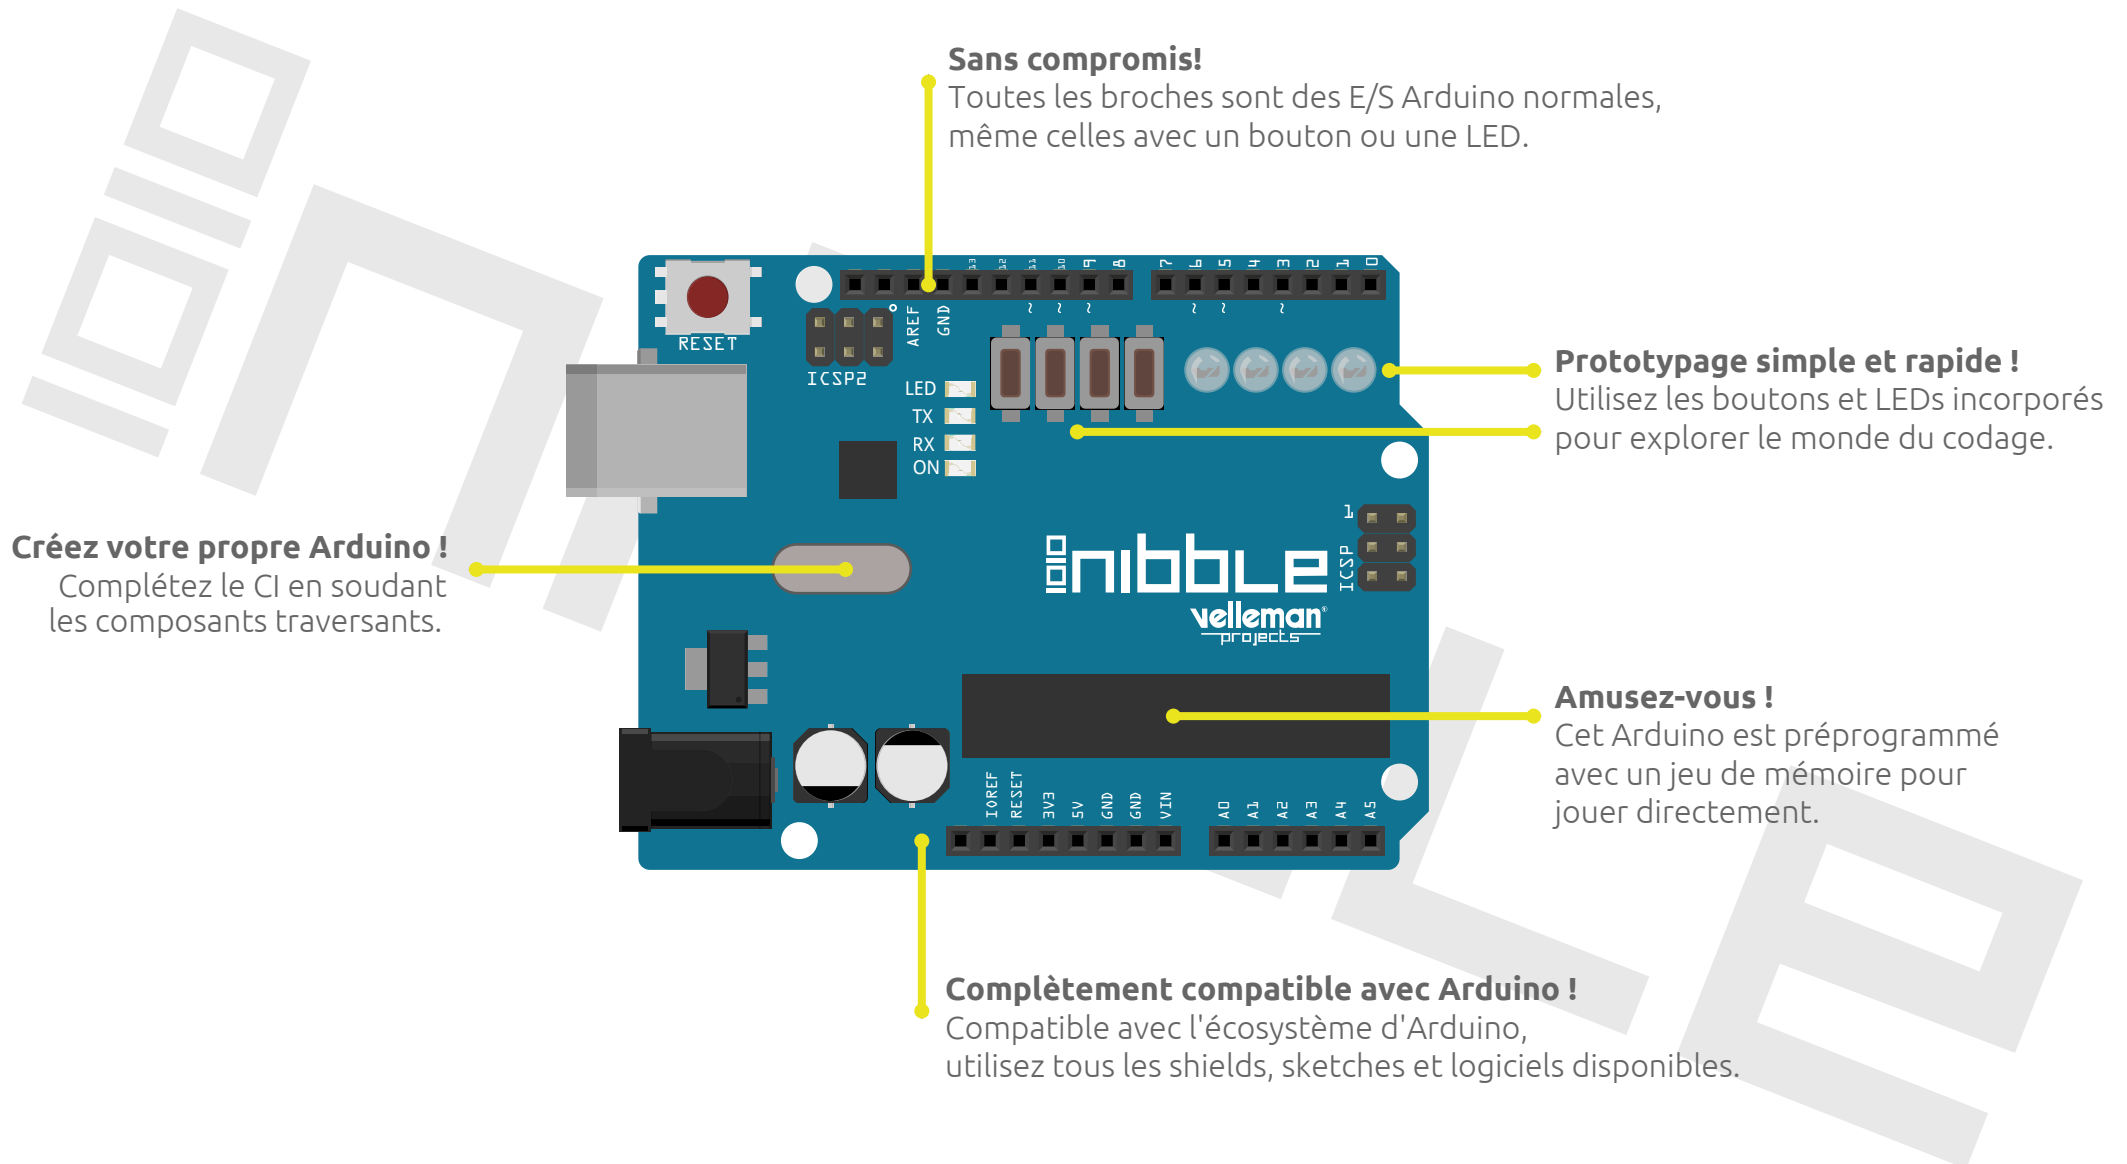 Sans compromis!
Toutes les broches sont des E/S Arduino normales,
même celles avec un bouton ou une LED.
13 12 11 10 9 8 7 6 5 4 3 2 1 0
~ ~ ~ ~ ~ ~
AREF
GND
RESET
ICSP2
LED
TX
RX
ON
Prototypage simple et rapide !
Utilisez les boutons et LEDs incorporés
pour explorer le monde du codage.
Créez votre propre Arduino !
Complétez le CI en soudant
les composants traversants.
1
ICSP
nibble
velleman®
projects
Amusez-vous !
Cet Arduino est préprogrammé
avec un jeu de mémoire pour
jouer directement.
IOREF
RESET
3V3
5V
GND
GND
VIN
A0
A1
A2
A3
A4
A5
Complètement compatible avec Arduino !
Compatible avec l'écosystème d'Arduino,
utilisez tous les shields, sketches et logiciels disponibles.